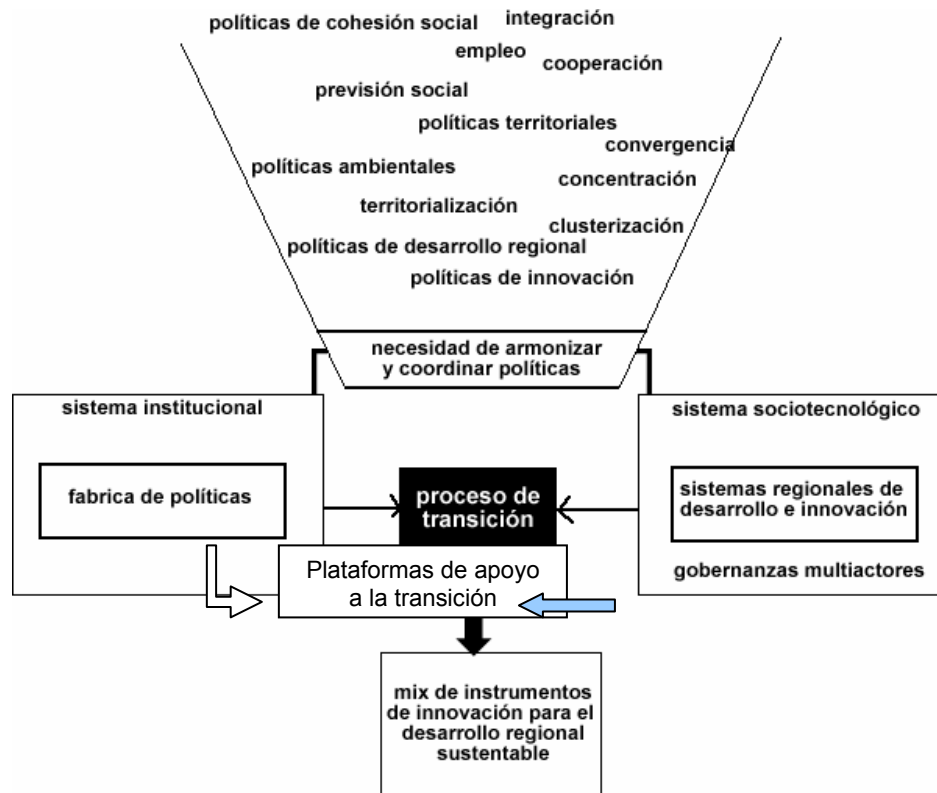 políticas de cohesión social
integración
empleo
cooperación
previsión social
políticas territoriales
convergencia
políticas ambientales
concentración
territorialización
clusterización
políticas de desarrollo regional
políticas de innovación
necesidad de armonizar
y coordinar políticas
sistema institucional
fabrica de políticas
proceso de
transición
sistema sociotecnológico
sistemas regionales de
desarrollo e innovación
gobernanzas multiactores
Plataformas de apoyo
a la transición
mix de instrumentos
de innovación para el
desarrollo regional
sustentable